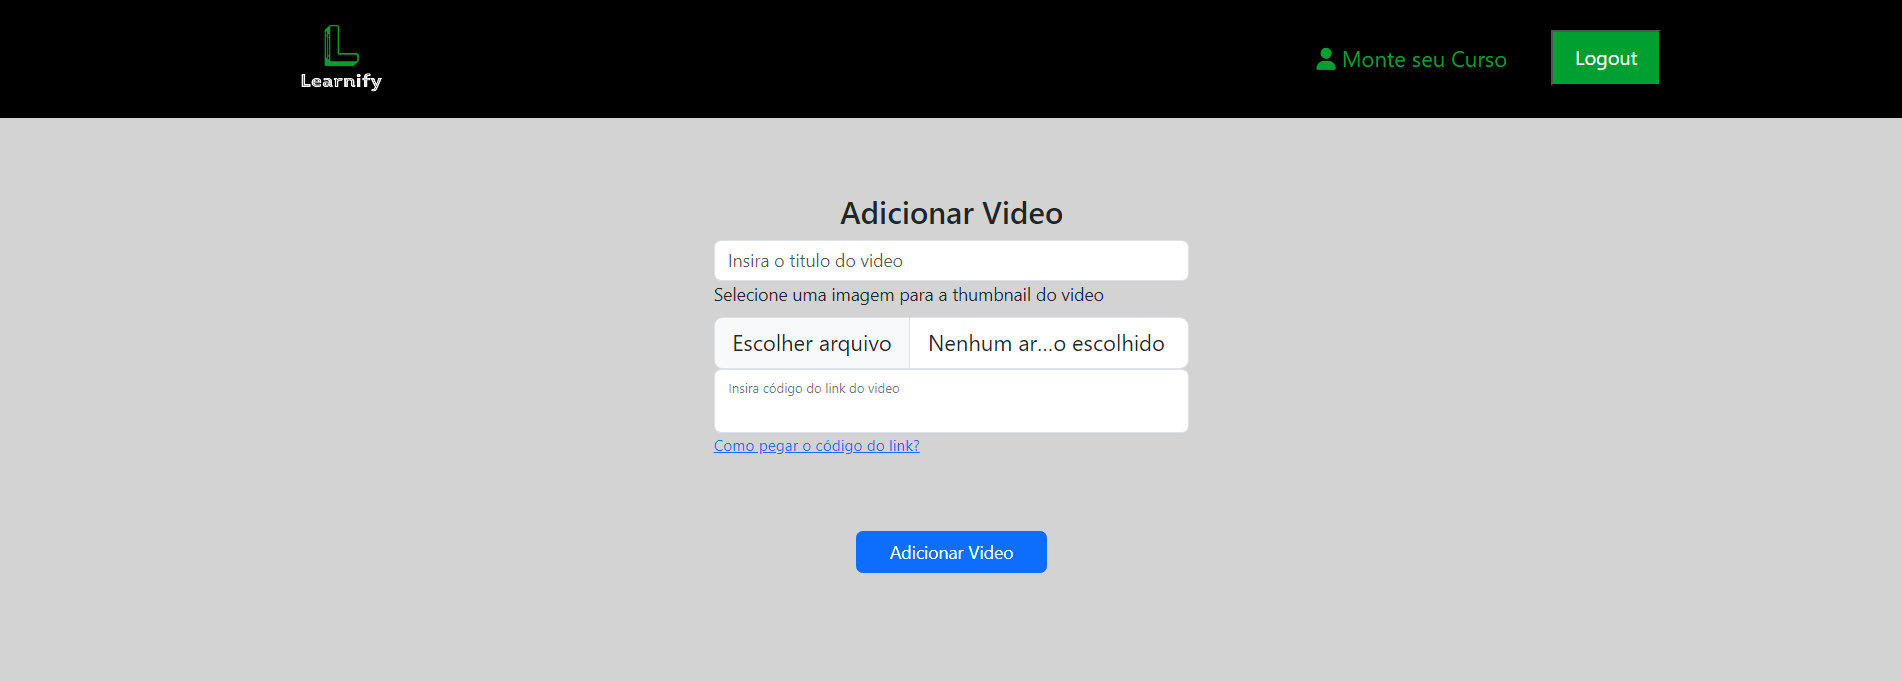 Learnify
Monte seu Curso
Logout
Adicionar Video
Insira o titulo do video
Selecione uma imagem para a thumbnail do video
Escolher arquivo Nenhum ar...o escolhido
Insira código do link do video
Como pegar o código do link?
Adicionar Video